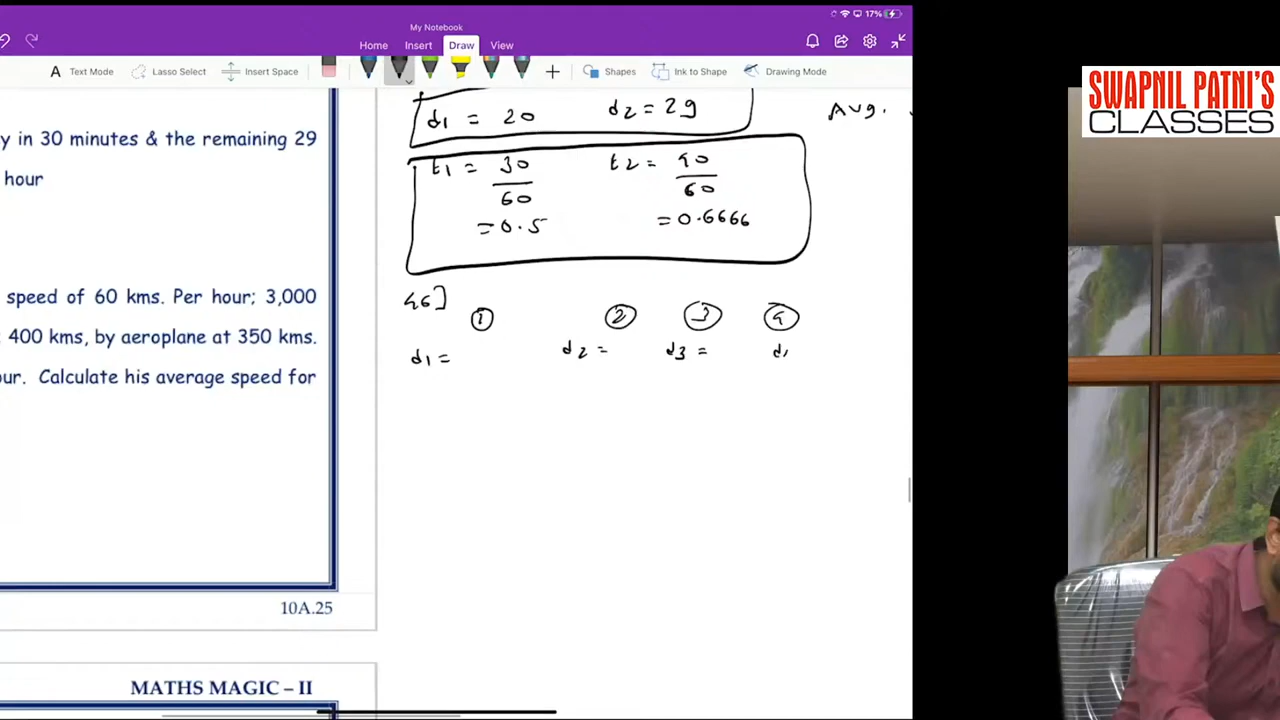 17%
My Notebook
Home Insert Draw View
Text Mode Lasso Select Insert Space Shapes Ink to Shape Drawing Mode
SWAPNIL PATNI'S
CLASSES
y in 30 minutes & the remaining 29
hour
speed of 60 kms. Per hour; 3,000
400 kms, by aeroplane at 350 kms.
our. Calculate his average speed for
10A.25
MATHS MAGIC – II
d1 = 20 d2 = 29
Avg.
t1 = 30/60 t2 = 40/60
= 0.5 = 0.6666
46]
1 2 3 4
d1 = d2 = d3 = d